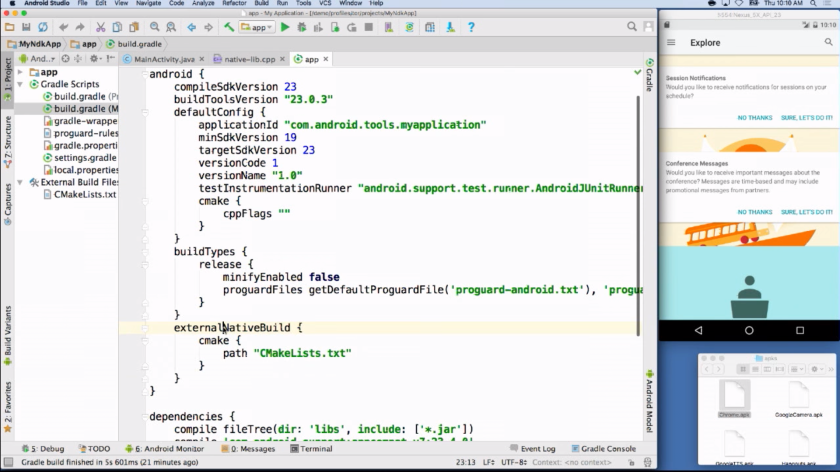 Android Studio File Edit View Navigate Code Analyze Refactor Build Run Tools VCS Window Help
Thu 10:10 AM
app - My Application
MyNdkApp app build.gradle
MainActivity.java native-lib.cpp app
1: Project
7: Structure
Captures
Build Variants
2: Favorites
app
Gradle Scripts
build.gradle
build.gradle (M
gradle-wrappe
proguard-rules
gradle.properti
settings.gradle
local.properties
External Build Files
CMakeLists.txt
android {
compileSdkVersion 23
buildToolsVersion "23.0.3"
defaultConfig {
applicationId "com.android.tools.myapplication"
minSdkVersion 19
targetSdkVersion 23
versionCode 1
versionName "1.0"
testInstrumentationRunner "android.support.test.runner.AndroidJUnitRunner
cmake {
cppFlags ""
}
}
buildTypes {
release {
minifyEnabled false
proguardFiles getDefaultProguardFile('proguard-android.txt'), 'progua
}
}
externalNativeBuild {
cmake {
path "CMakeLists.txt"
}
}
}
dependencies {
compile fileTree(dir: 'libs', include: ['*.jar'])
Gradle
Android Model
5: Debug TODO 6: Android Monitor 0: Messages Terminal Event Log Gradle Console
Gradle build finished in 5s 601ms (21 minutes ago) 23:13 LF÷ UTF-8÷ Context: <no context>
10:10
Explore
Session Notifications
Would you like to receive notifications for sessions on your
schedule?
NO THANKS SURE, LET'S DO IT!
Conference Messages
Would you like to receive important messages about the
conference? Messages are time-based and may include
promotional messages from partners.
NO THANKS SURE, LET'S DO IT!
Chrome.apk GoogleCamera.apk
GoogleTTS.apk Hangouts.apk